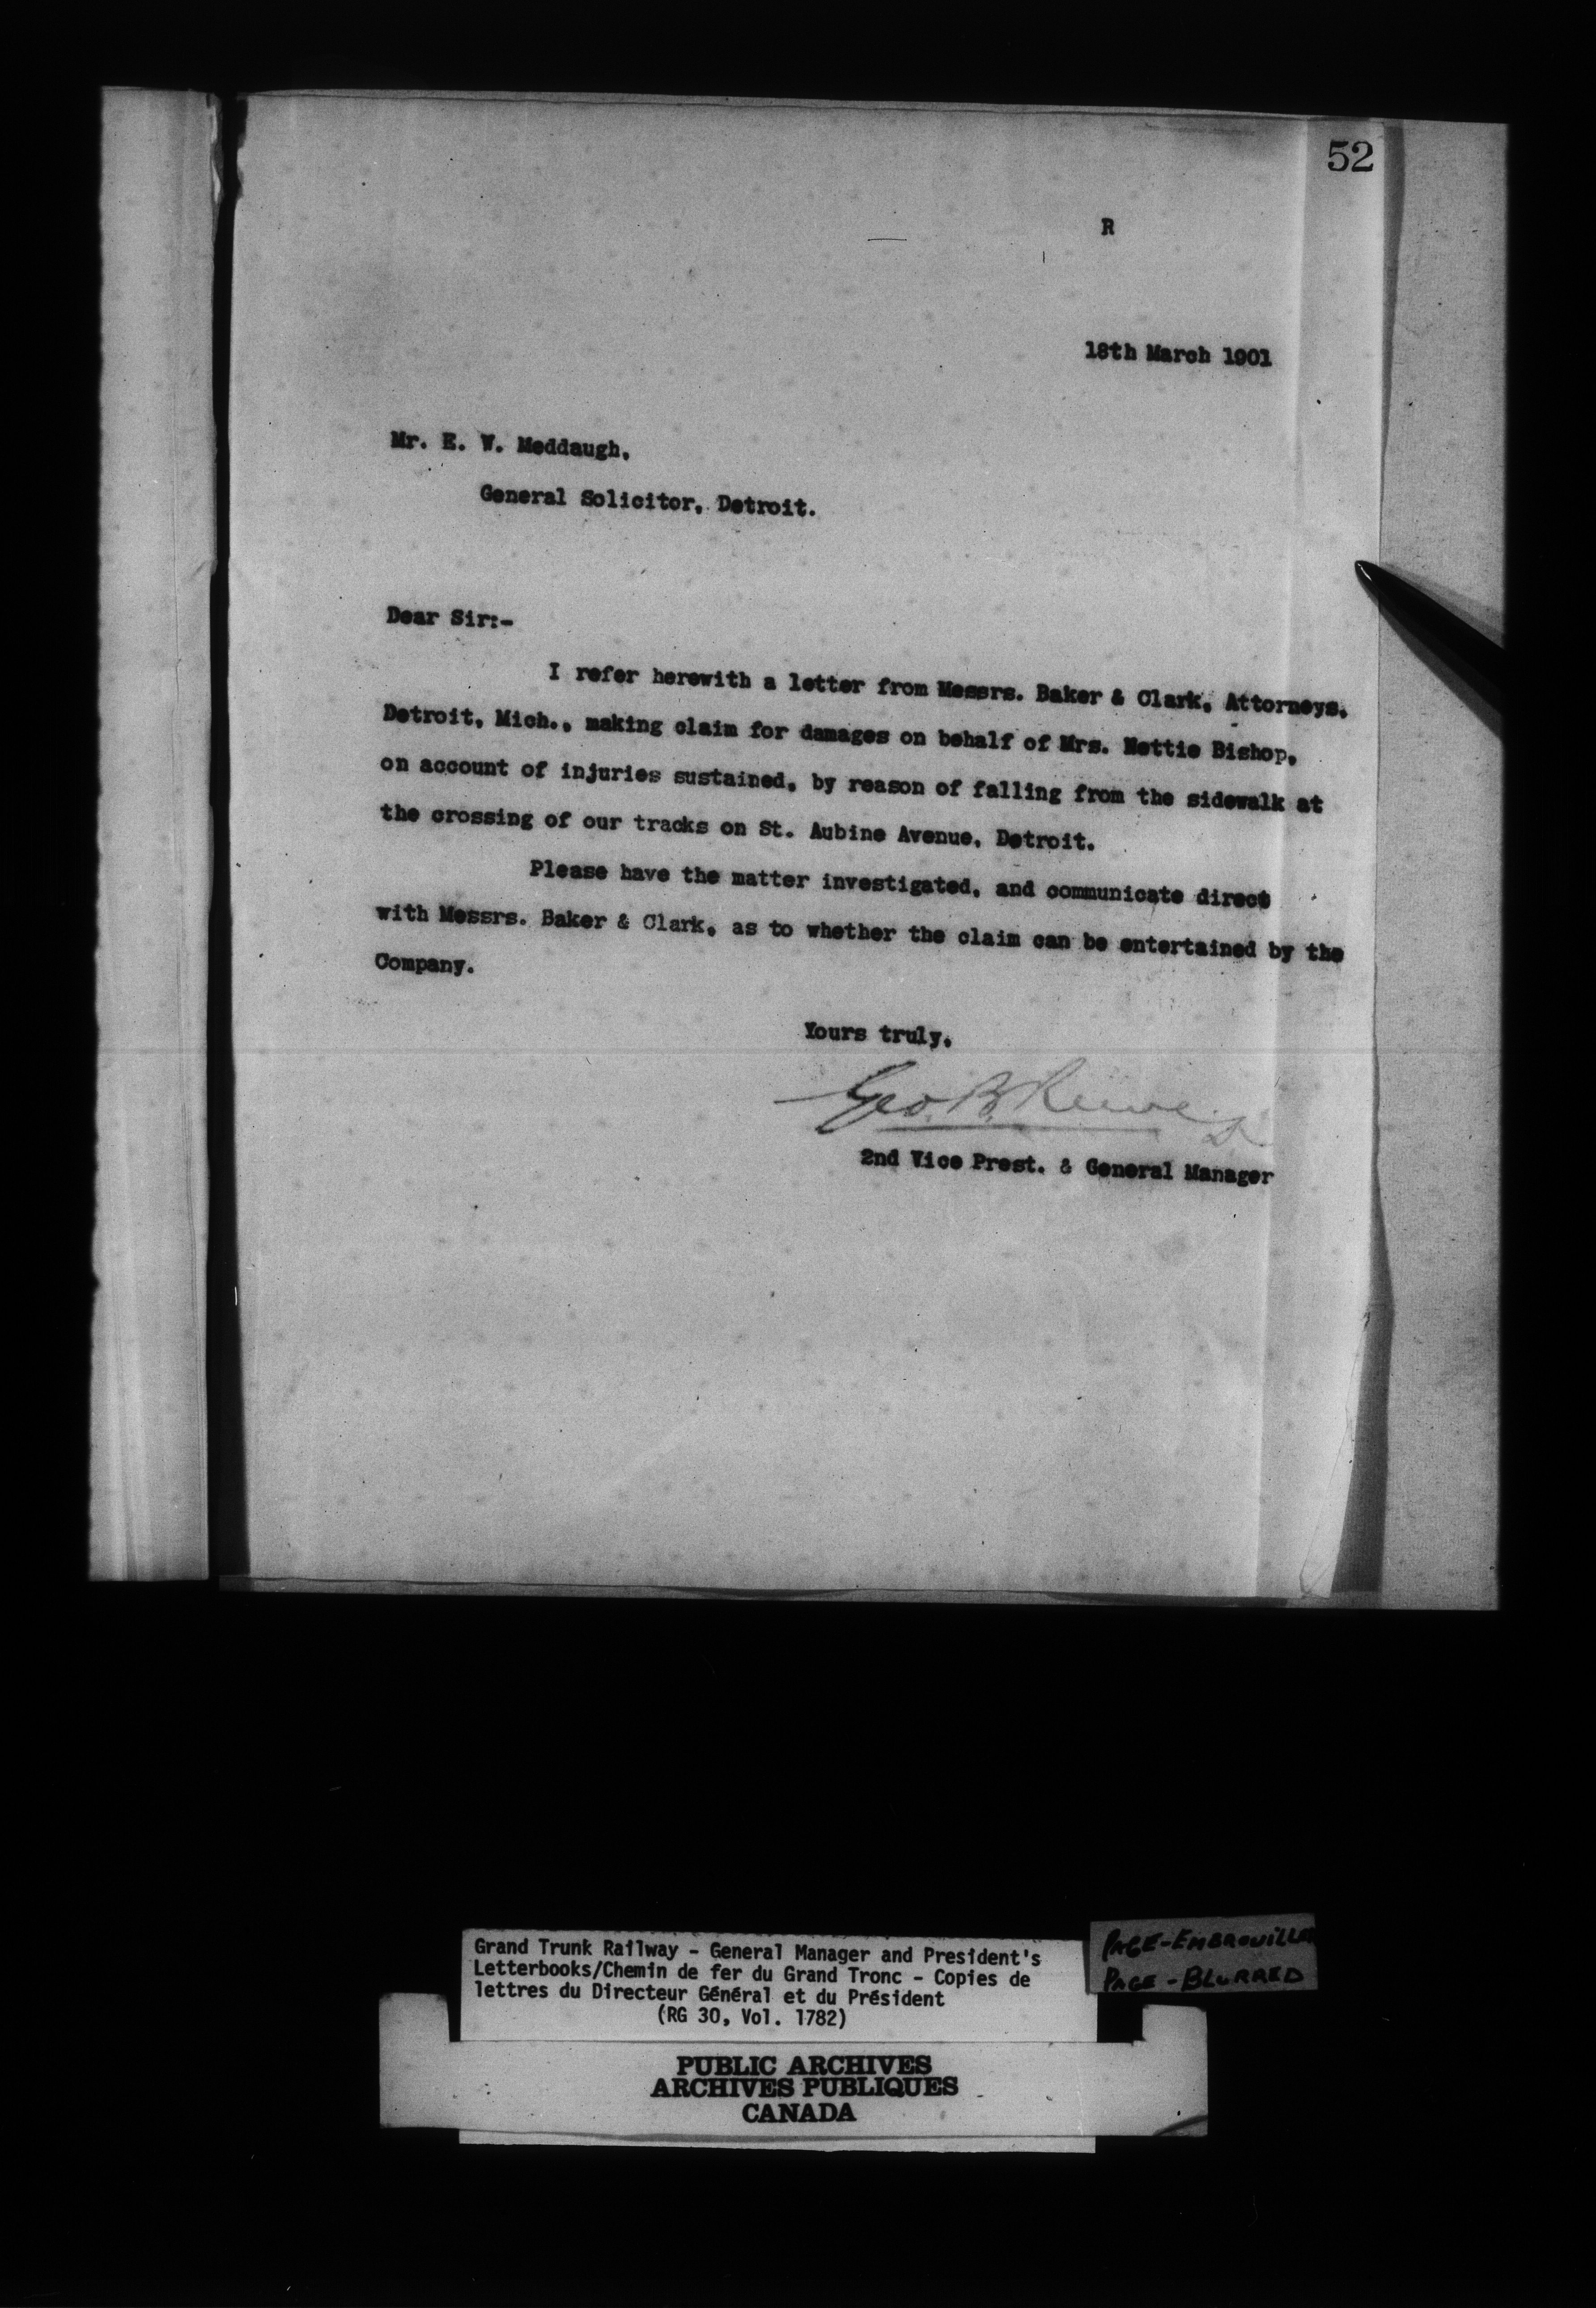 52
R
18th March 1901
Mr. E. W. Meddaugh,
General Solicitor, Detroit.
Dear Sir:-
I refer herewith a letter from Messrs. Baker & Clark, Attorneys,
Detroit, Mich., making claim for damages on behalf of Mrs. Nettie Bishop,
on account of injuries sustained, by reason of falling from the sidewalk at
the crossing of our tracks on St. Aubine Avenue, Detroit.
Please have the matter investigated, and communicate direct
with Messrs. Baker & Clark, as to whether the claim can be entertained by the
Company.
Yours truly,
Geo. B. Reeves
2nd Vice Prest. & General Manager
Grand Trunk Railway - General Manager and President's
Letterbooks/Chemin de fer du Grand Tronc - Copies de
lettres du Directeur Général et du Président
(RG 30, Vol. 1782)
PAGE-EMBROUILLÉE
PAGE-BLURRED
PUBLIC ARCHIVES
ARCHIVES PUBLIQUES
CANADA